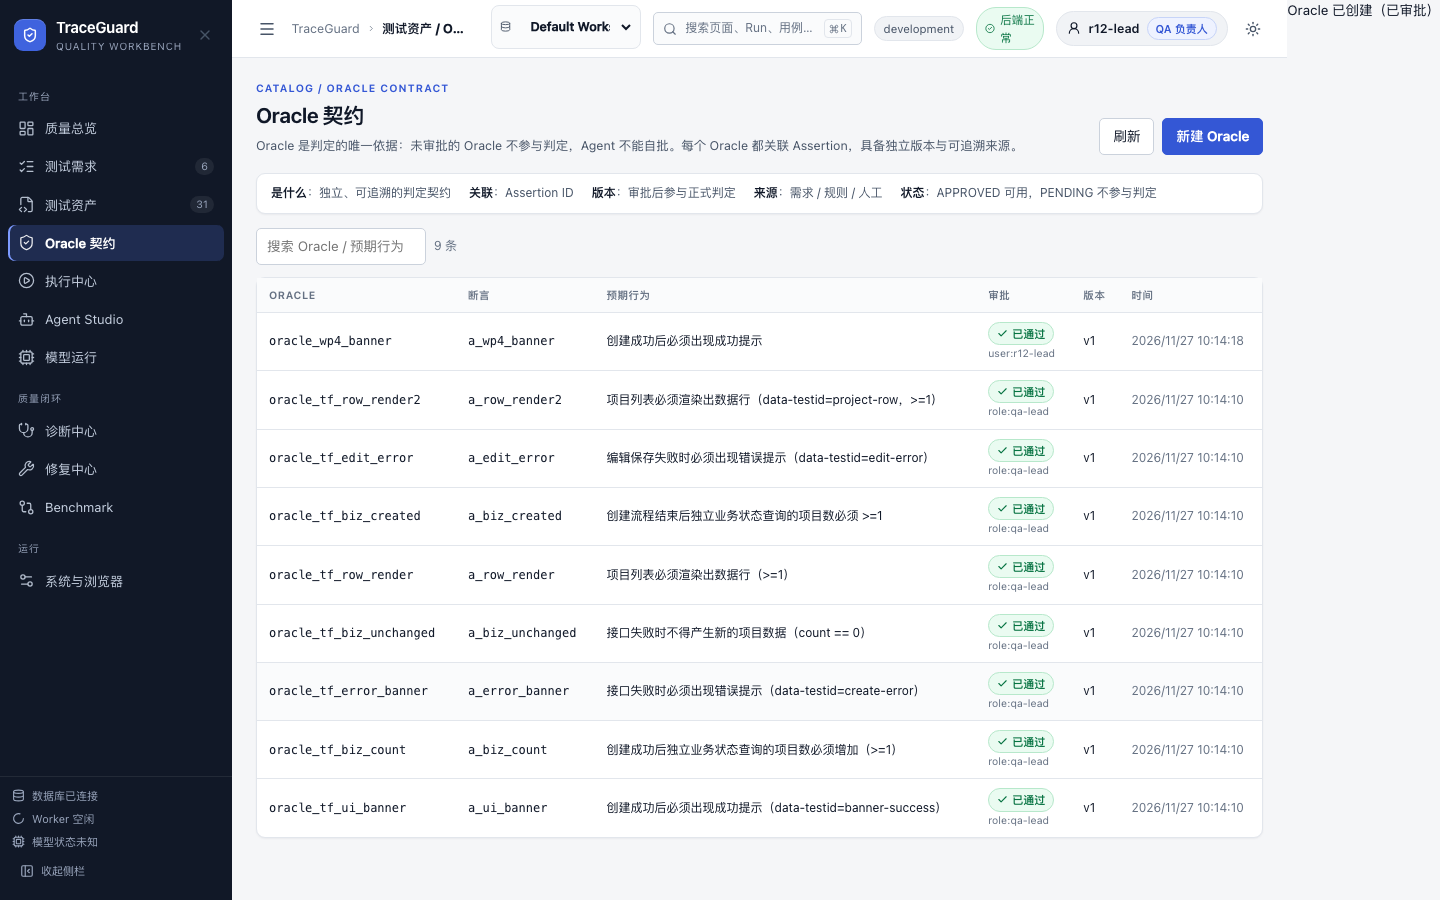 TraceGuard
QUALITY WORKBENCH
工作台
质量总览
测试需求 6
测试资产 31
Oracle 契约
执行中心
Agent Studio
模型运行
质量闭环
诊断中心
修复中心
Benchmark
运行
系统与浏览器
数据库已连接
Worker 空闲
模型状态未知
收起侧栏
TraceGuard › 测试资产 / O...
Default Work
搜索页面、Run、用例... ⌘K
development
后端正
常
r12-lead QA 负责人
Oracle 已创建（已审批）
CATALOG / ORACLE CONTRACT
Oracle 契约
Oracle 是判定的唯一依据：未审批的 Oracle 不参与判定，Agent 不能自批。每个 Oracle 都关联 Assertion，具备独立版本与可追溯来源。
刷新
新建 Oracle
是什么：独立、可追溯的判定契约 关联：Assertion ID 版本：审批后参与正式判定 来源：需求 / 规则 / 人工 状态：APPROVED 可用，PENDING 不参与判定
搜索 Oracle / 预期行为 9 条
ORACLE 断言 预期行为 审批 版本 时间
oracle_wp4_banner a_wp4_banner 创建成功后必须出现成功提示 已通过 v1 2026/11/27 10:14:18
user:r12-lead
oracle_tf_row_render2 a_row_render2 项目列表必须渲染出数据行（data-testid=project-row，>=1） 已通过 v1 2026/11/27 10:14:10
role:qa-lead
oracle_tf_edit_error a_edit_error 编辑保存失败时必须出现错误提示（data-testid=edit-error） 已通过 v1 2026/11/27 10:14:10
role:qa-lead
oracle_tf_biz_created a_biz_created 创建流程结束后独立业务状态查询的项目数必须 >=1 已通过 v1 2026/11/27 10:14:10
role:qa-lead
oracle_tf_row_render a_row_render 项目列表必须渲染出数据行（>=1） 已通过 v1 2026/11/27 10:14:10
role:qa-lead
oracle_tf_biz_unchanged a_biz_unchanged 接口失败时不得产生新的项目数据（count == 0） 已通过 v1 2026/11/27 10:14:10
role:qa-lead
oracle_tf_error_banner a_error_banner 接口失败时必须出现错误提示（data-testid=create-error） 已通过 v1 2026/11/27 10:14:10
role:qa-lead
oracle_tf_biz_count a_biz_count 创建成功后独立业务状态查询的项目数必须增加（>=1） 已通过 v1 2026/11/27 10:14:10
role:qa-lead
oracle_tf_ui_banner a_ui_banner 创建成功后必须出现成功提示（data-testid=banner-success） 已通过 v1 2026/11/27 10:14:10
role:qa-lead